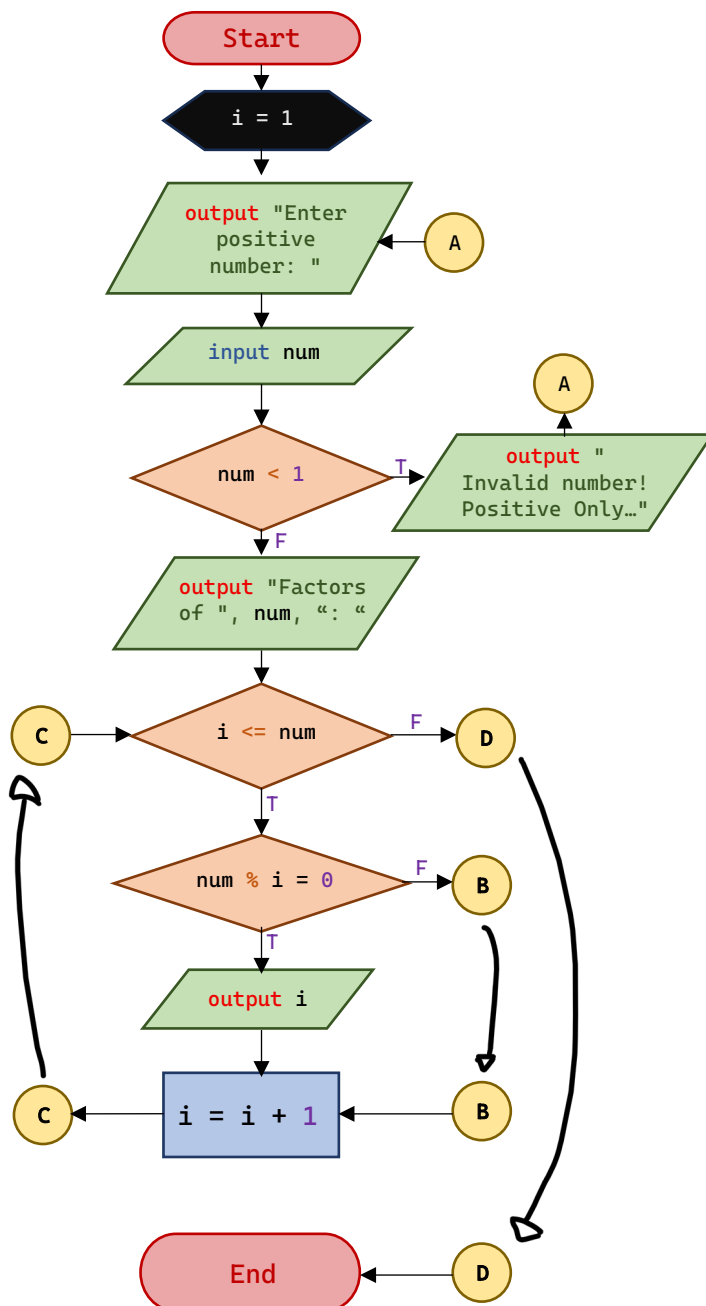 Start
i = 1
output "Enter
positive
number: "
A
input num
A
num < 1
T
output "
Invalid number!
Positive Only…"
F
output "Factors
of ", num, “: “
C
i <= num
F
D
T
num % i = 0
F
B
T
output i
C
i = i + 1
B
End
D